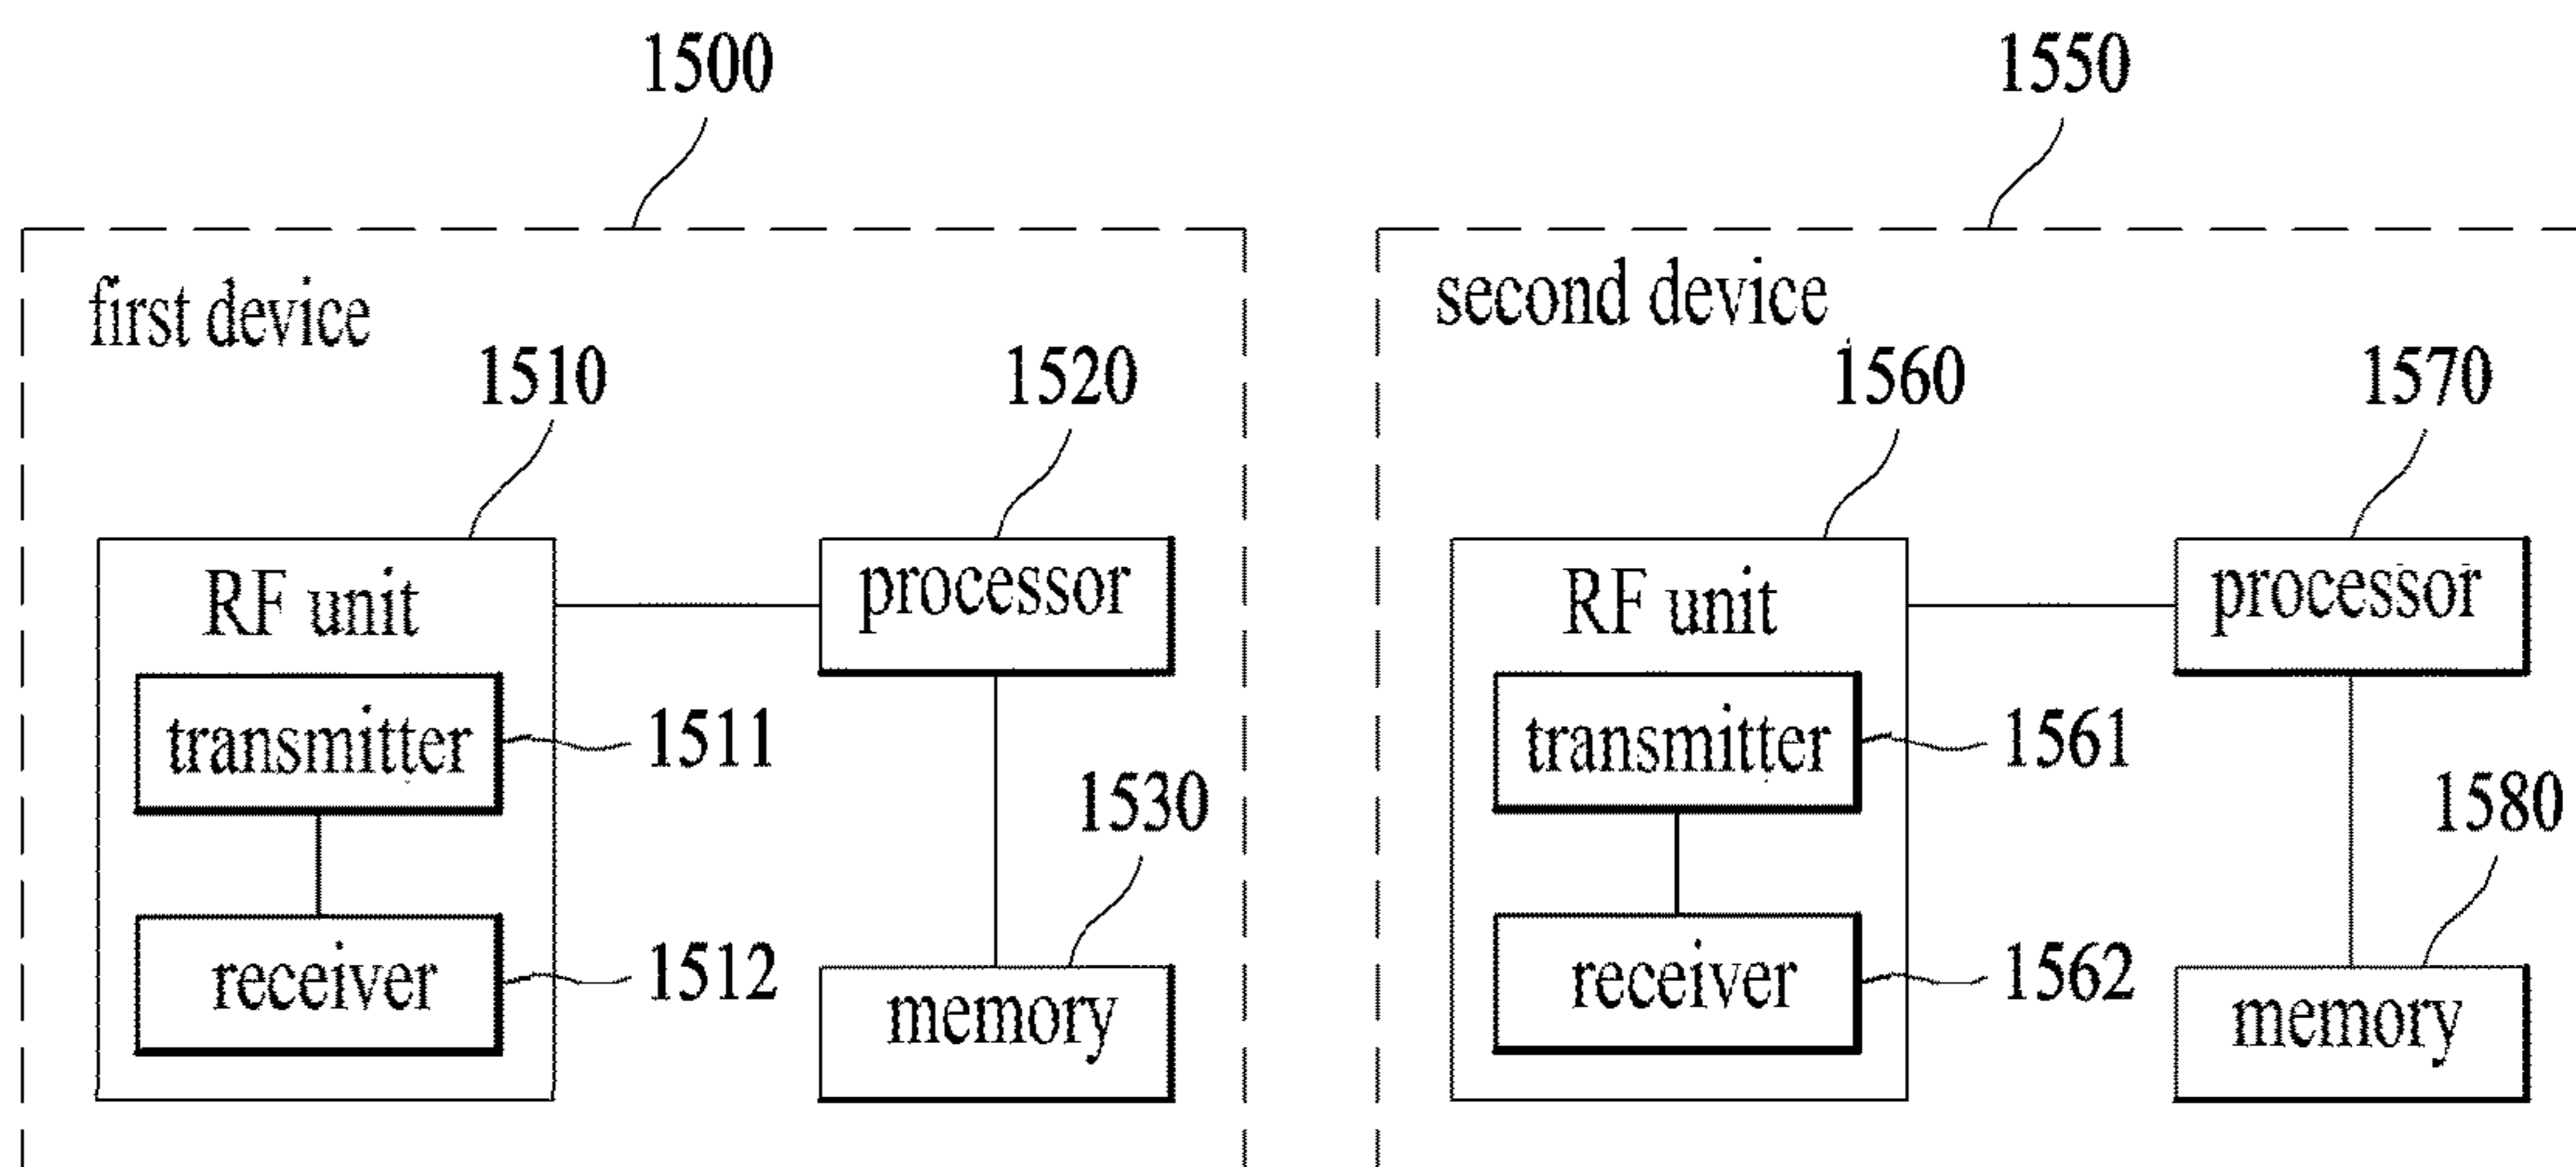 1500
1550
first device
second device
1510
1520
1560
1570
RF unit
processor
RF unit
processor
transmitter
1511
transmitter
1561
1530
1580
receiver
1512
receiver
1562
memory
memory